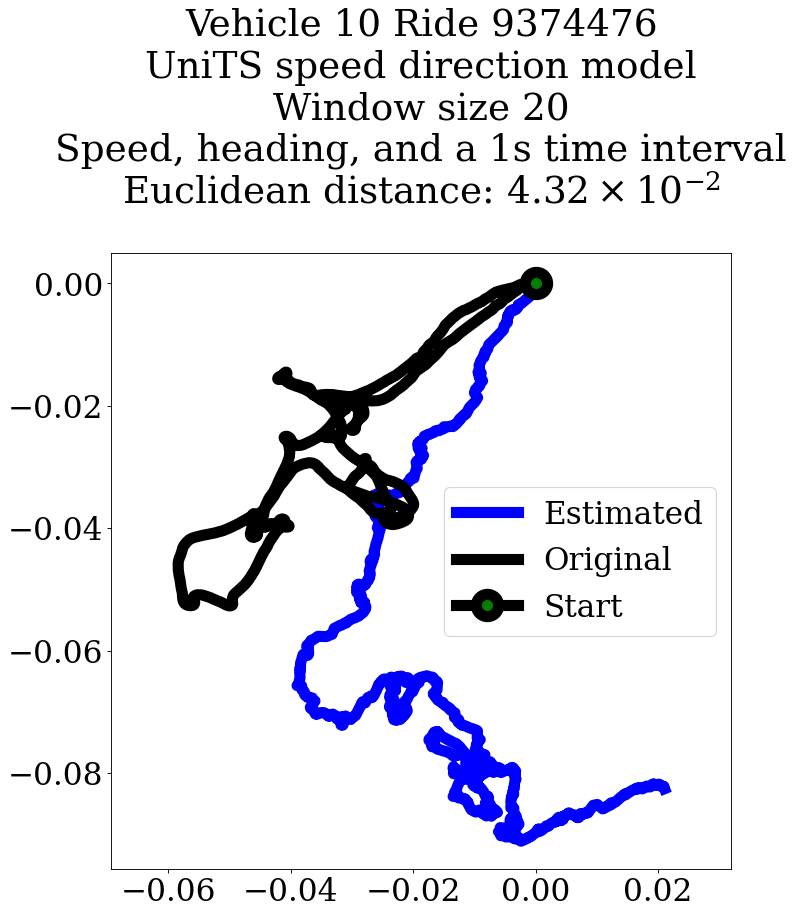 Vehicle 10 Ride 9374476
UniTS speed direction model
Window size 20
Speed, heading, and a 1s time interval
Euclidean distance: 4.32 × 10⁻²
0.00
−0.02
−0.04
−0.06
−0.08
Estimated
Original
Start
−0.06 −0.04 −0.02 0.00 0.02